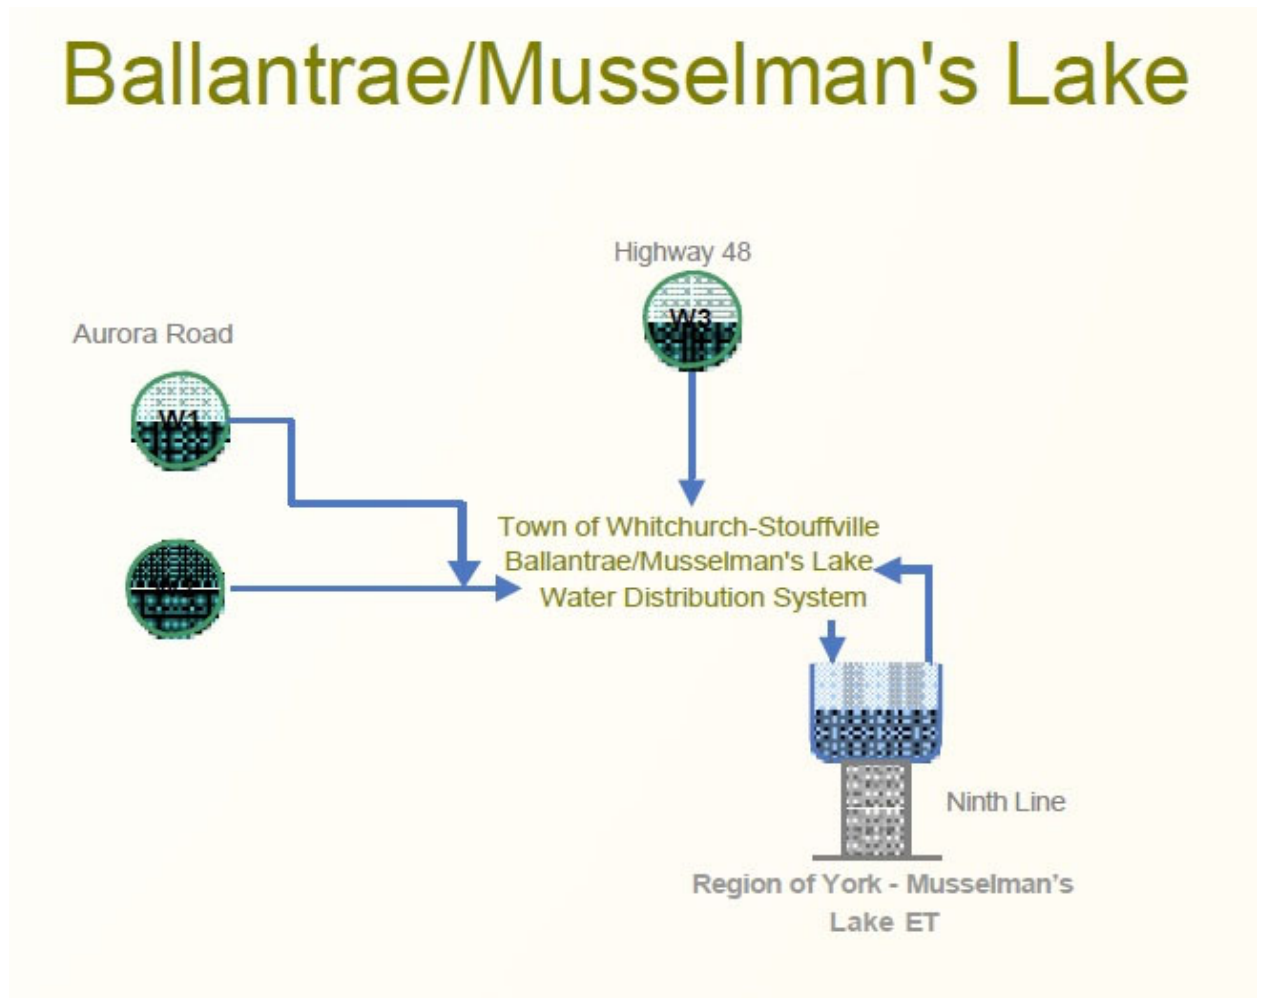 Ballantrae/Musselman's Lake
Highway 48
W3
Aurora Road
W1
Town of Whitchurch-Stouffville
Ballantrae/Musselman's Lake
Water Distribution System
Ninth Line
Region of York - Musselman’s
Lake ET